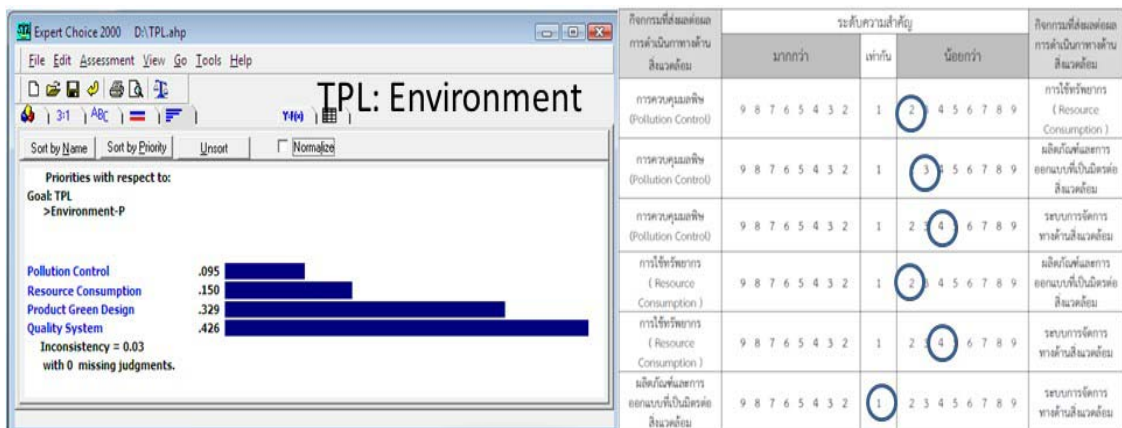 Expert Choice 2000 D:\TPL.ahp
File Edit Assessment View Go Tools Help
TPL: Environment
3:1 ABC Y-f(x)
Sort by Name Sort by Priority Unsort Normalize
Priorities with respect to:
Goal: TPL
>Environment-P
Pollution Control .095
Resource Consumption .150
Product Green Design .329
Quality System .426
Inconsistency = 0.03
with 0 missing judgments.
กิจกรรมที่ส่งผลต่อผล
การดำเนินการทางด้าน
สิ่งแวดล้อม
ระดับความสำคัญ
มากกว่า เท่ากัน น้อยกว่า
กิจกรรมที่ส่งผลต่อผล
การดำเนินการทางด้าน
สิ่งแวดล้อม
การควบคุมมลพิษ
(Pollution Control)
9 8 7 6 5 4 3 2 1 2 3 4 5 6 7 8 9
การใช้ทรัพยากร
( Resource
Consumption )
การควบคุมมลพิษ
(Pollution Control)
9 8 7 6 5 4 3 2 1 3 4 5 6 7 8 9
ผลิตภัณฑ์และการ
ออกแบบที่เป็นมิตรต่อ
สิ่งแวดล้อม
การควบคุมมลพิษ
(Pollution Control)
9 8 7 6 5 4 3 2 1 2 3 4 5 6 7 8 9
ระบบการจัดการ
ทางด้านสิ่งแวดล้อม
การใช้ทรัพยากร
( Resource
Consumption )
9 8 7 6 5 4 3 2 1 2 3 4 5 6 7 8 9
ผลิตภัณฑ์และการ
ออกแบบที่เป็นมิตรต่อ
สิ่งแวดล้อม
การใช้ทรัพยากร
( Resource
Consumption )
9 8 7 6 5 4 3 2 1 2 3 4 5 6 7 8 9
ระบบการจัดการ
ทางด้านสิ่งแวดล้อม
ผลิตภัณฑ์และการ
ออกแบบที่เป็นมิตรต่อ
สิ่งแวดล้อม
9 8 7 6 5 4 3 2 1 2 3 4 5 6 7 8 9
ระบบการจัดการ
ทางด้านสิ่งแวดล้อม